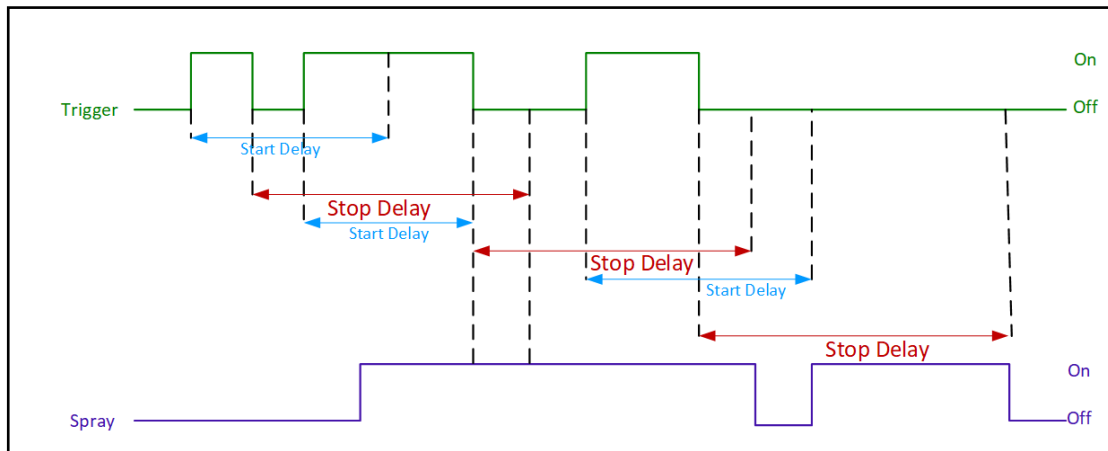 On
Trigger
Off
Start Delay
Stop Delay
Start Delay
Stop Delay
Start Delay
Stop Delay
On
Spray
Off